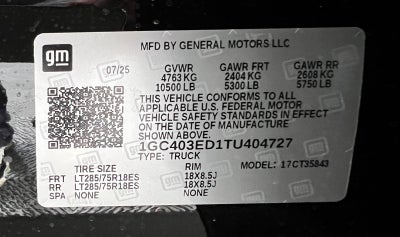 gm
MFD BY GENERAL MOTORS LLC
07/25 GVWR GAWR FRT GAWR RR
4763 KG 2404 KG 2608 KG
10500 LB 5300 LB 5750 LB
THIS VEHICLE CONFORMS TO ALL
APPLICABLE U.S. FEDERAL MOTOR
VEHICLE SAFETY STANDARDS IN EFFECT
ON THE DATE OF MANUFACTURE
SHOWN ABOVE.
1GC403ED1TU404727
TYPE: TRUCK MODEL: 17CT35843
TIRE SIZE RIM
FRT LT285/75R18ES 18X8.5J
RR LT285/75R18ES 18X8.5J
SPA NONE NONE